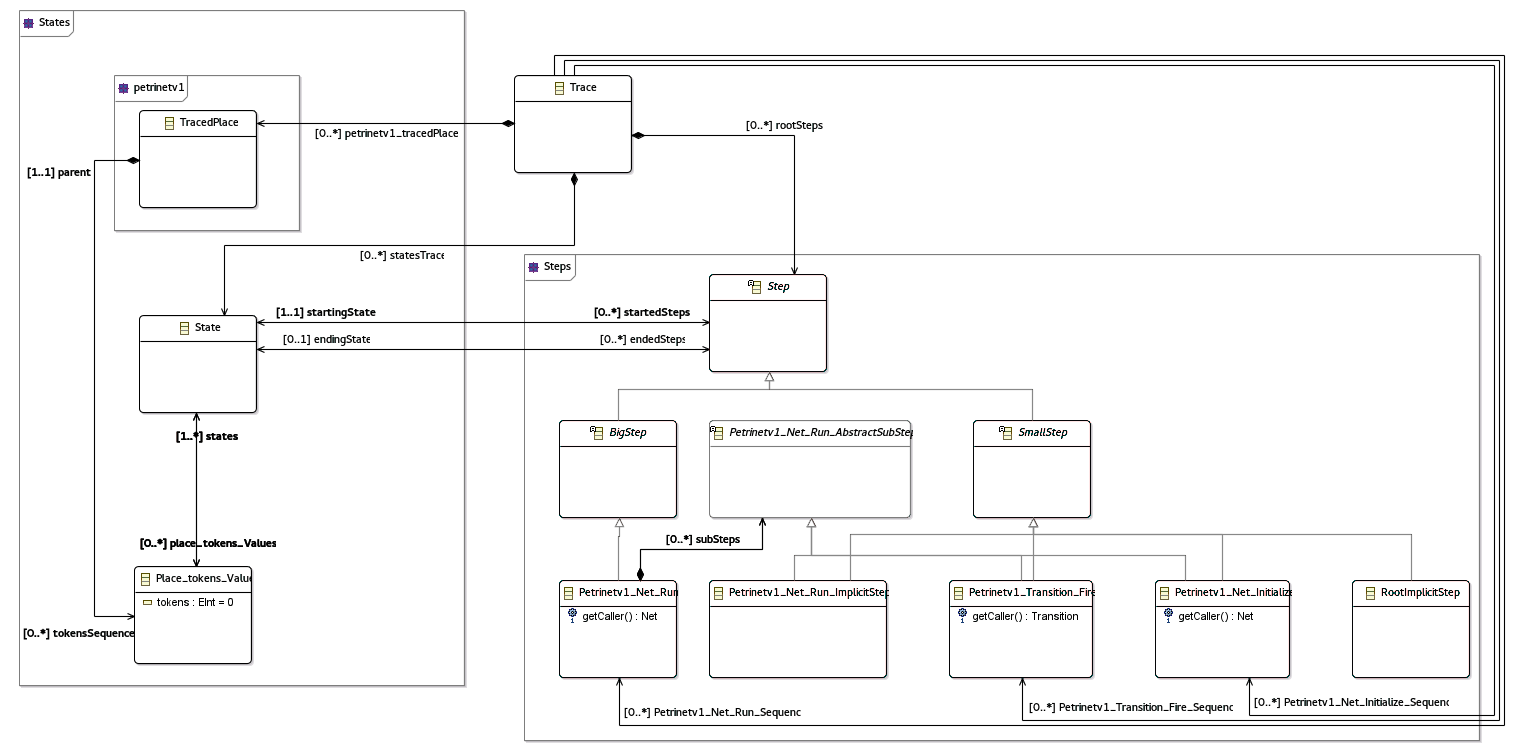 States
petrinetv1
Trace
TracedPlace
[0..*] petrinetv1_tracedPlace
[0..*] rootSteps
[1..1] parent
[0..*] statesTrace
Steps
Step
[1..1] startingState
[0..*] startedSteps
State
[0..1] endingState
[0..*] endedSteps
[1..*] states
BigStep
Petrinetv1_Net_Run_AbstractSubStep
SmallStep
[0..*] place_tokens_Values
[0..*] subSteps
Place_tokens_Value
tokens : EInt = 0
[0..*] tokensSequence
Petrinetv1_Net_Run
getCaller() : Net
Petrinetv1_Net_Run_ImplicitStep
Petrinetv1_Transition_Fire
getCaller() : Transition
Petrinetv1_Net_Initialize
getCaller() : Net
RootImplicitStep
[0..*] Petrinetv1_Net_Run_Sequenc
[0..*] Petrinetv1_Transition_Fire_Sequenc
[0..*] Petrinetv1_Net_Initialize_Sequenc